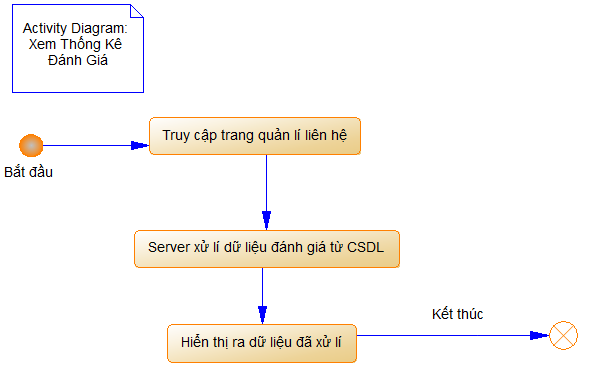 Activity Diagram:
Xem Thống Kê
Đánh Giá
Truy cập trang quản lí liên hệ
Bắt đầu
Server xử lí dữ liệu đánh giá từ CSDL
Kết thúc
Hiển thị ra dữ liệu đã xử lí